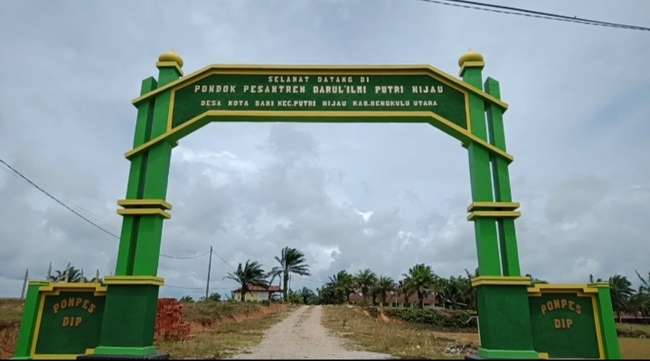 SELAMAT DATANG DI
PONDOK PESANTREN DARUL'ILMI PUTRI HIJAU
DESA KOTA BANI KEC.PUTRI HIJAU KAB.BENGKULU UTARA
PONPES
DIP
PONPES
DIP